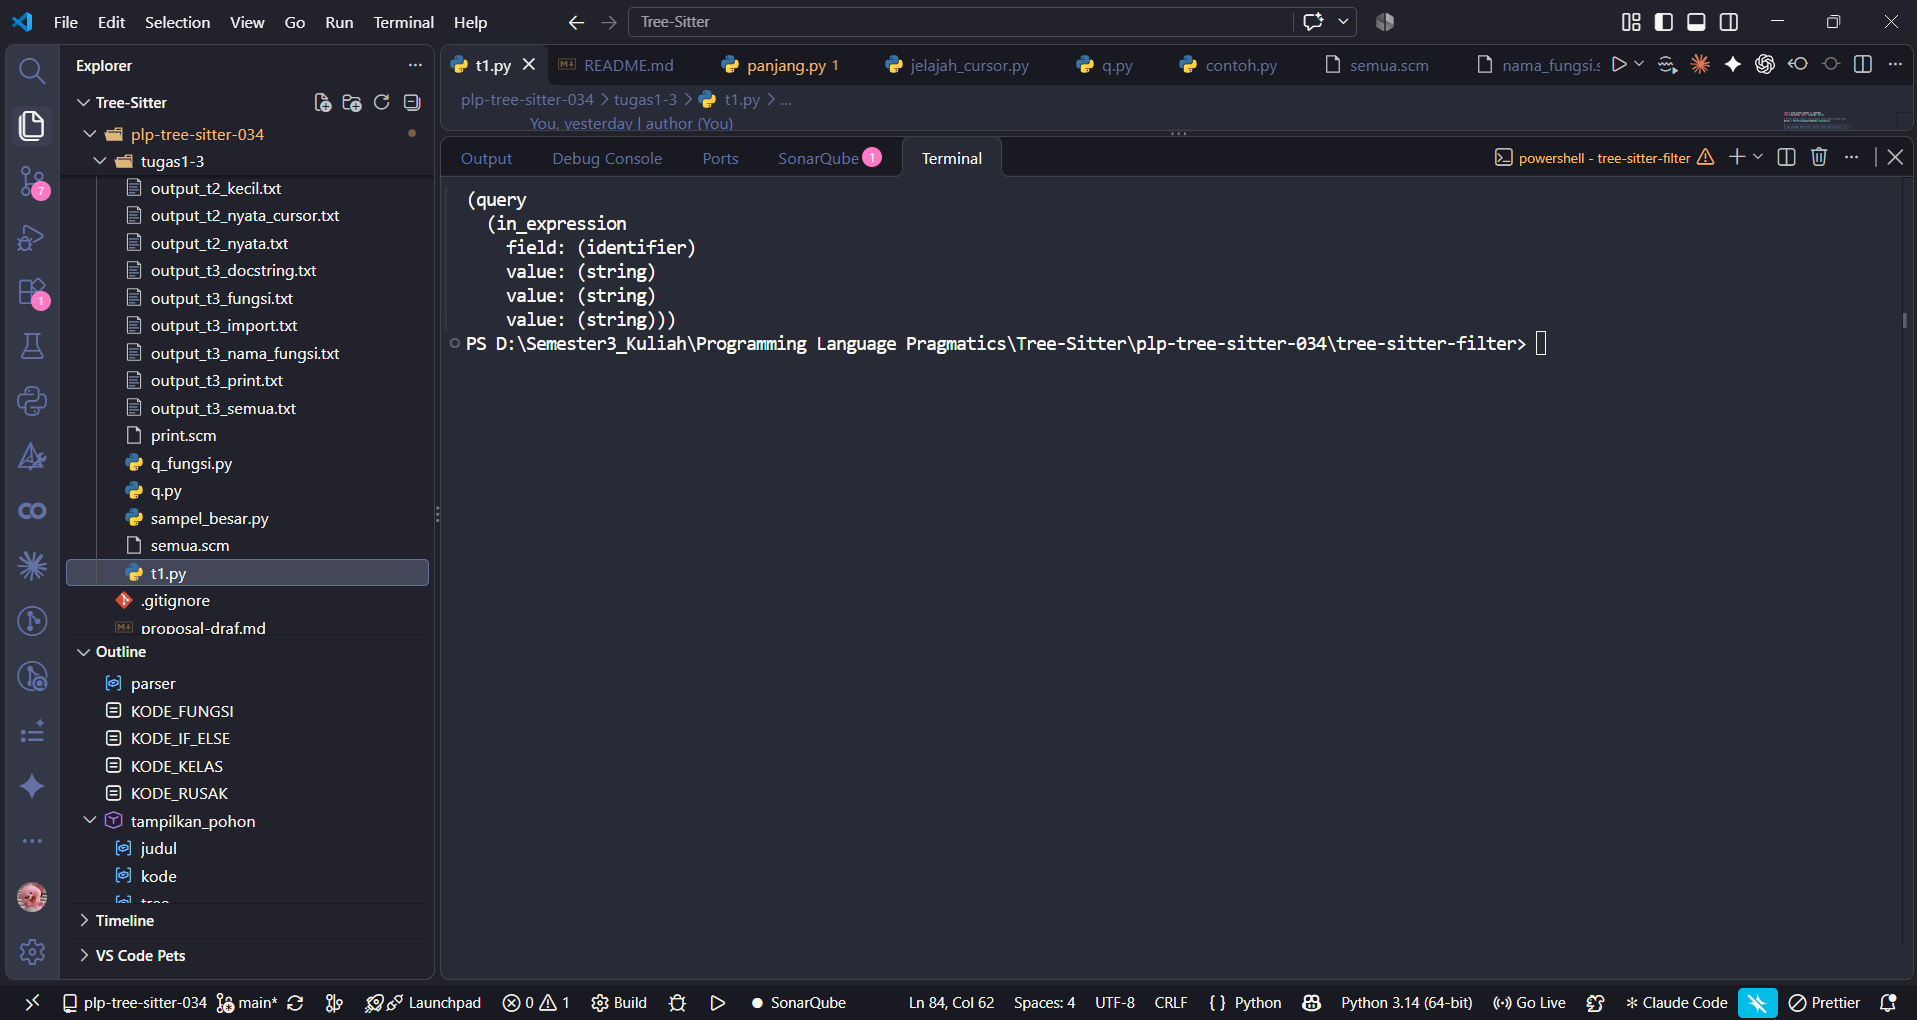 File Edit Selection View Go Run Terminal Help
Tree-Sitter
Explorer
Tree-Sitter
plp-tree-sitter-034
tugas1-3
output_t2_kecil.txt
output_t2_nyata_cursor.txt
output_t2_nyata.txt
output_t3_docstring.txt
output_t3_fungsi.txt
output_t3_import.txt
output_t3_nama_fungsi.txt
output_t3_print.txt
output_t3_semua.txt
print.scm
q_fungsi.py
q.py
sampel_besar.py
semua.scm
t1.py
.gitignore
proposal-draf.md
Outline
parser
KODE_FUNGSI
KODE_IF_ELSE
KODE_KELAS
KODE_RUSAK
tampilkan_pohon
judul
kode
tree
Timeline
VS Code Pets
7
1
t1.py README.md panjang.py 1 jelajah_cursor.py q.py contoh.py semua.scm nama_fungsi.s
plp-tree-sitter-034 > tugas1-3 > t1.py > ...
You, yesterday | author (You)
Output Debug Console Ports SonarQube 1 Terminal powershell - tree-sitter-filter
(query
(in_expression
field: (identifier)
value: (string)
value: (string)
value: (string)))
PS D:\Semester3_Kuliah\Programming Language Pragmatics\Tree-Sitter\plp-tree-sitter-034\tree-sitter-filter>
plp-tree-sitter-034 main* Launchpad 0 1 Build SonarQube Ln 84, Col 62 Spaces: 4 UTF-8 CRLF {} Python Python 3.14 (64-bit) Go Live Claude Code Prettier